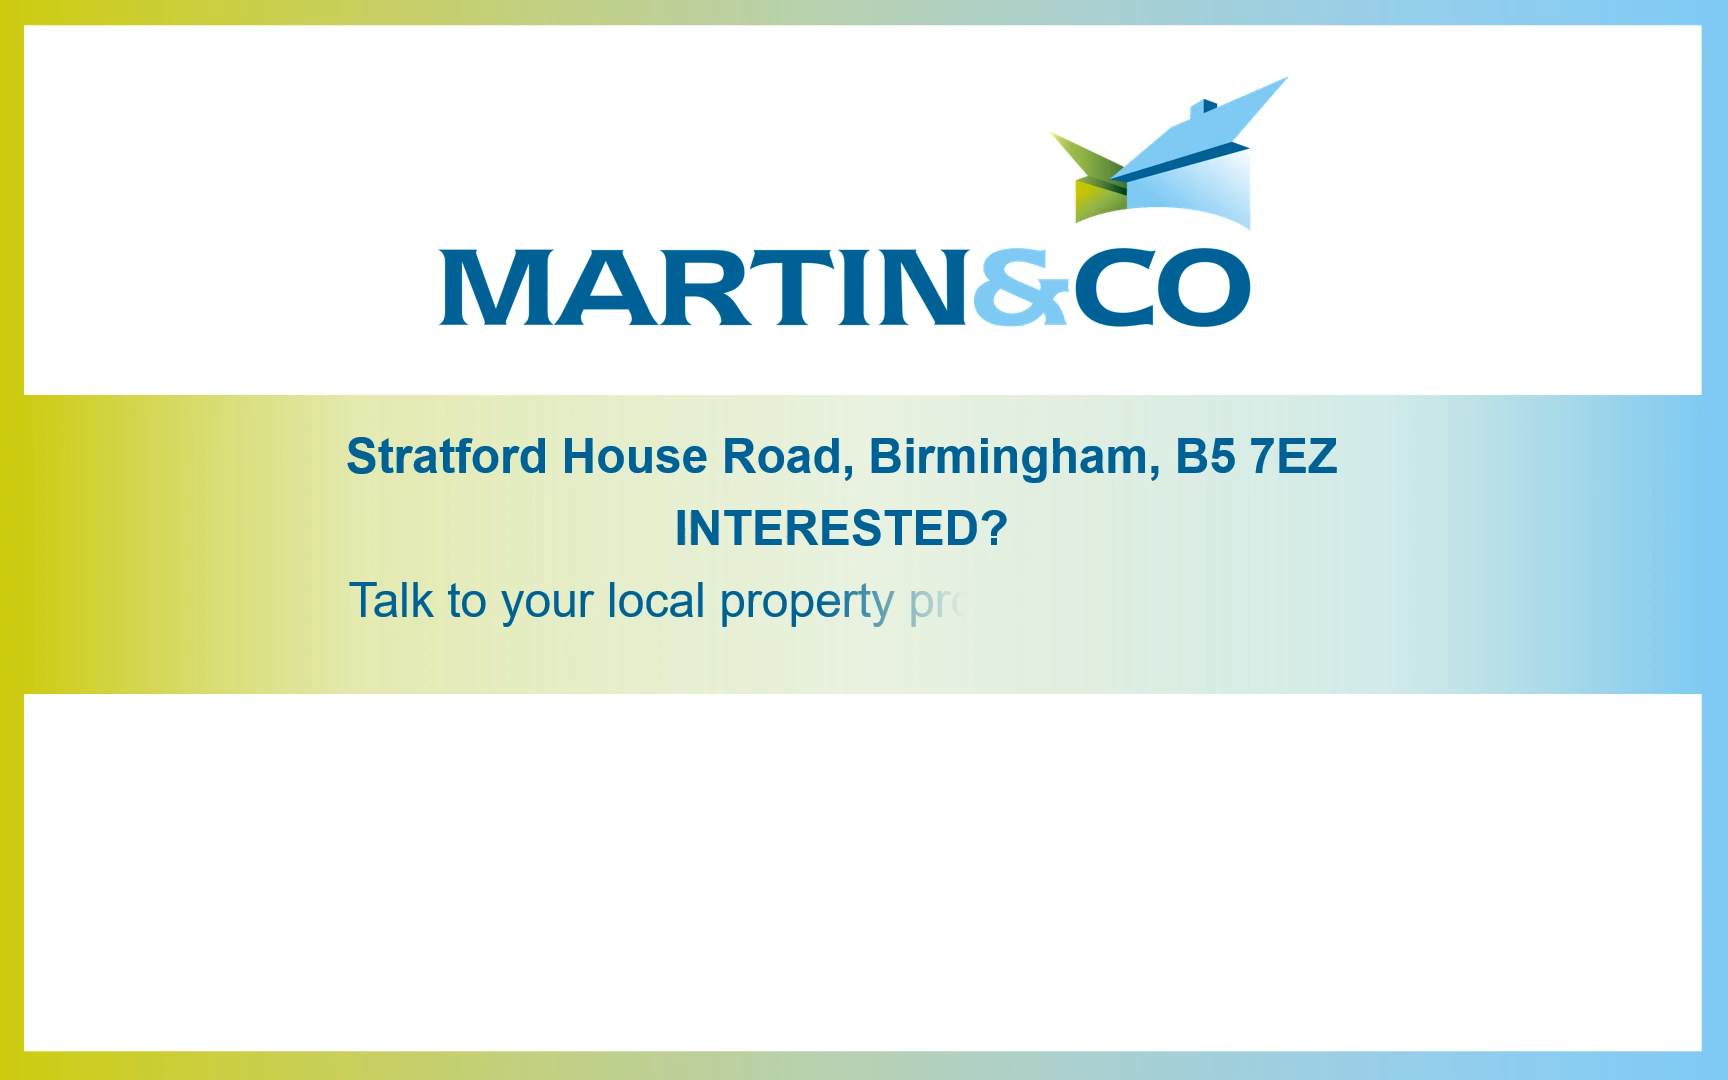 MARTIN&CO
Stratford House Road, Birmingham, B5 7EZ
INTERESTED?
Talk to your local property